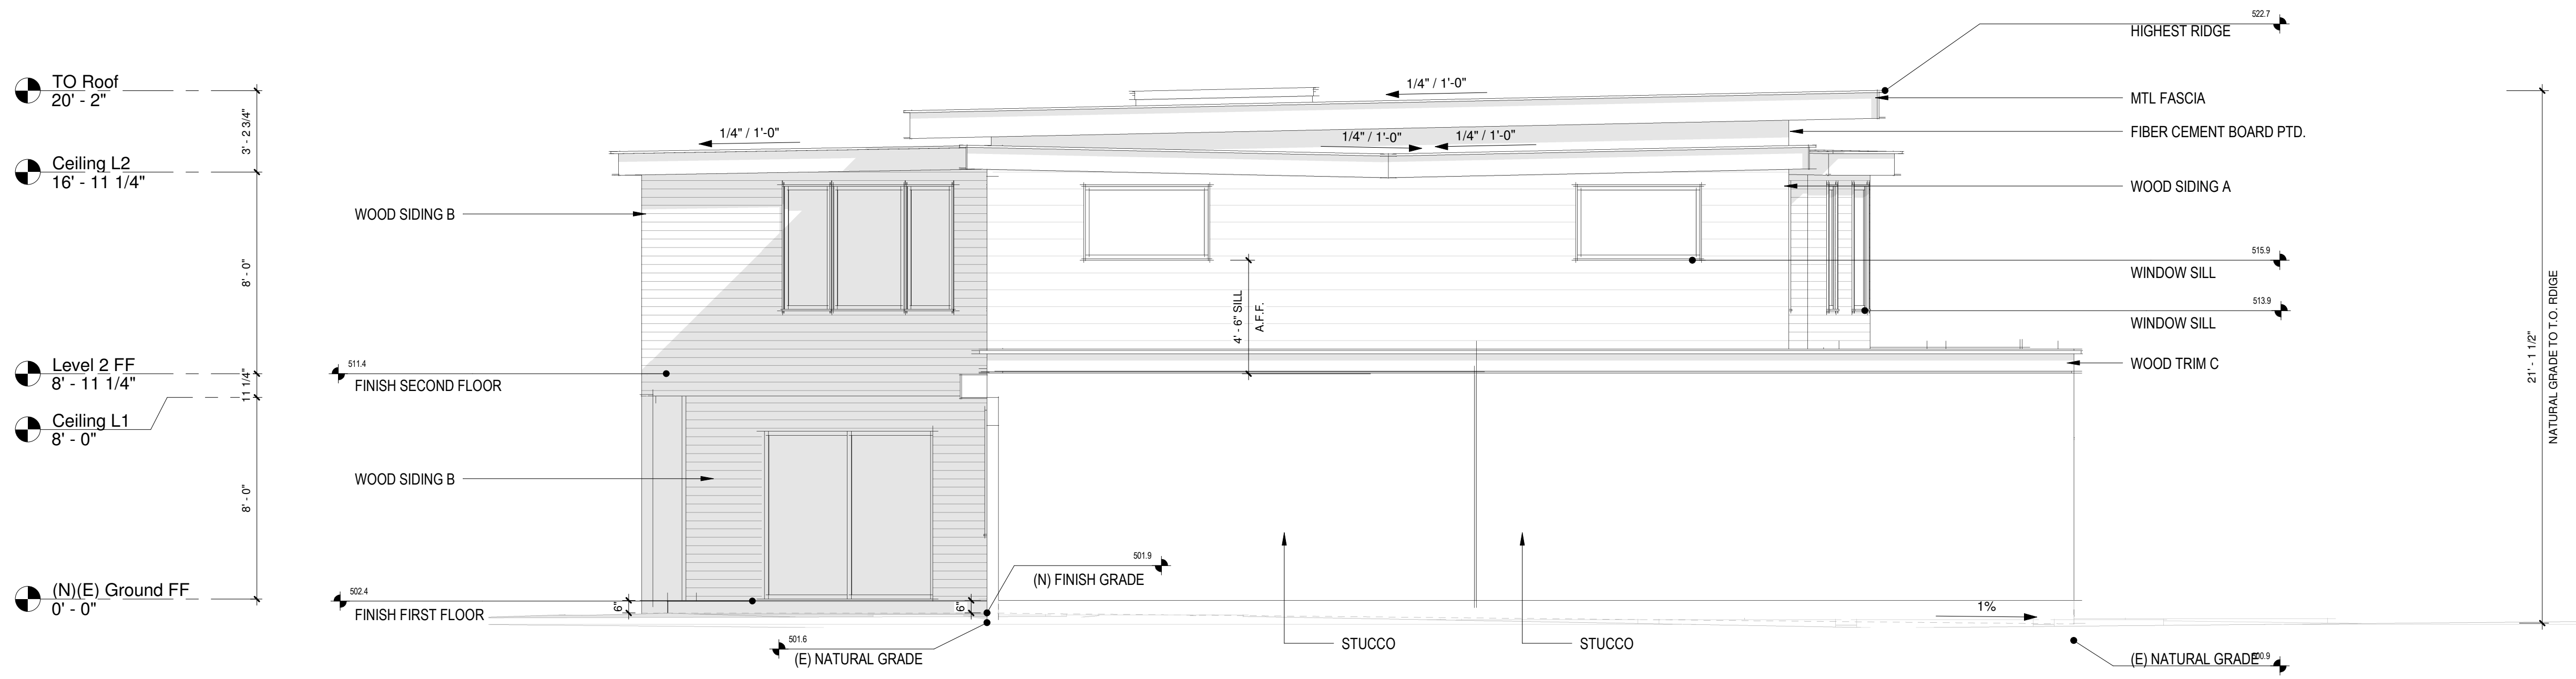 522.7
HIGHEST RIDGE
TO Roof
20' - 2"
1/4" / 1'-0"
MTL FASCIA
3' - 2 3/4"
1/4" / 1'-0"
1/4" / 1'-0"
1/4" / 1'-0"
FIBER CEMENT BOARD PTD.
Ceiling L2
16' - 11 1/4"
WOOD SIDING A
WOOD SIDING B
8' - 0"
515.9
WINDOW SILL
4' - 6" SILL
A.F.F.
513.9
WINDOW SILL
21' - 1 1/2"
NATURAL GRADE TO T.O. RDIGE
Level 2 FF
8' - 11 1/4"
511.4
FINISH SECOND FLOOR
WOOD TRIM C
11 1/4"
Ceiling L1
8' - 0"
WOOD SIDING B
8' - 0"
501.9
(N) FINISH GRADE
(N)(E) Ground FF
0' - 0"
502.4
FINISH FIRST FLOOR
6"
6"
1%
501.6
(E) NATURAL GRADE
STUCCO
STUCCO
(E) NATURAL GRADE
500.9